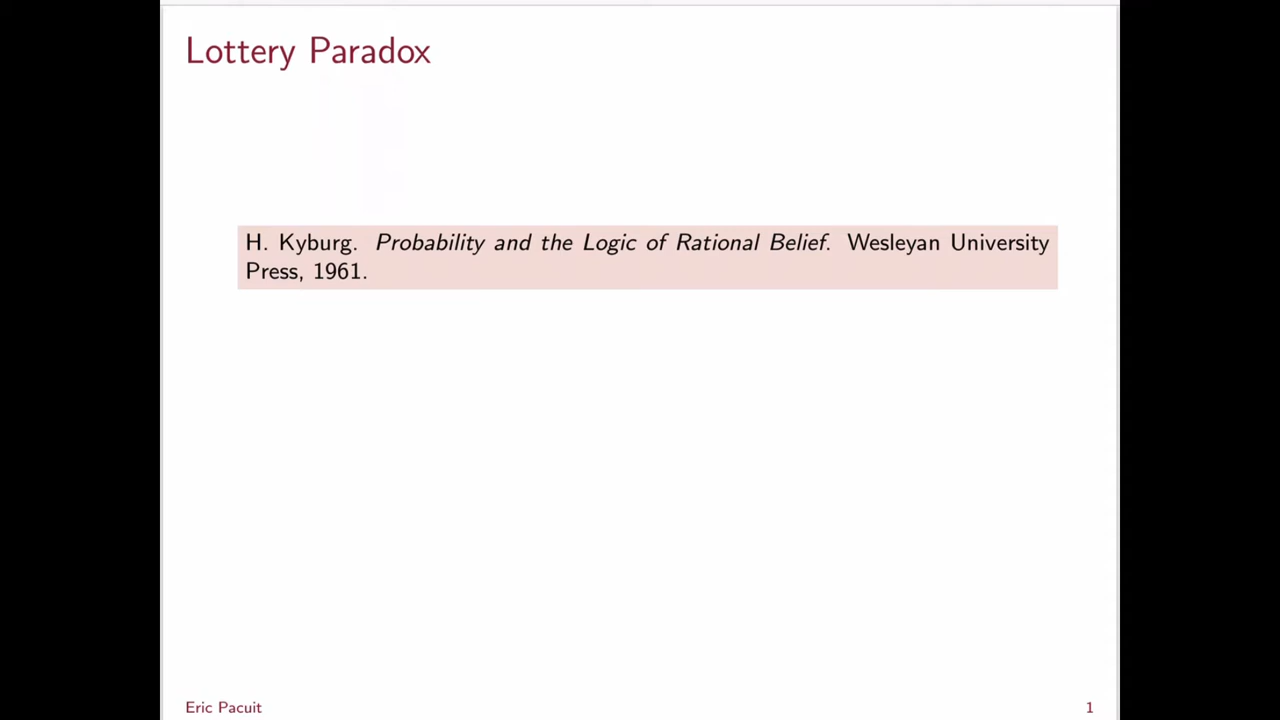 Lottery Paradox
H. Kyburg. Probability and the Logic of Rational Belief. Wesleyan University
Press, 1961.
Eric Pacuit
1